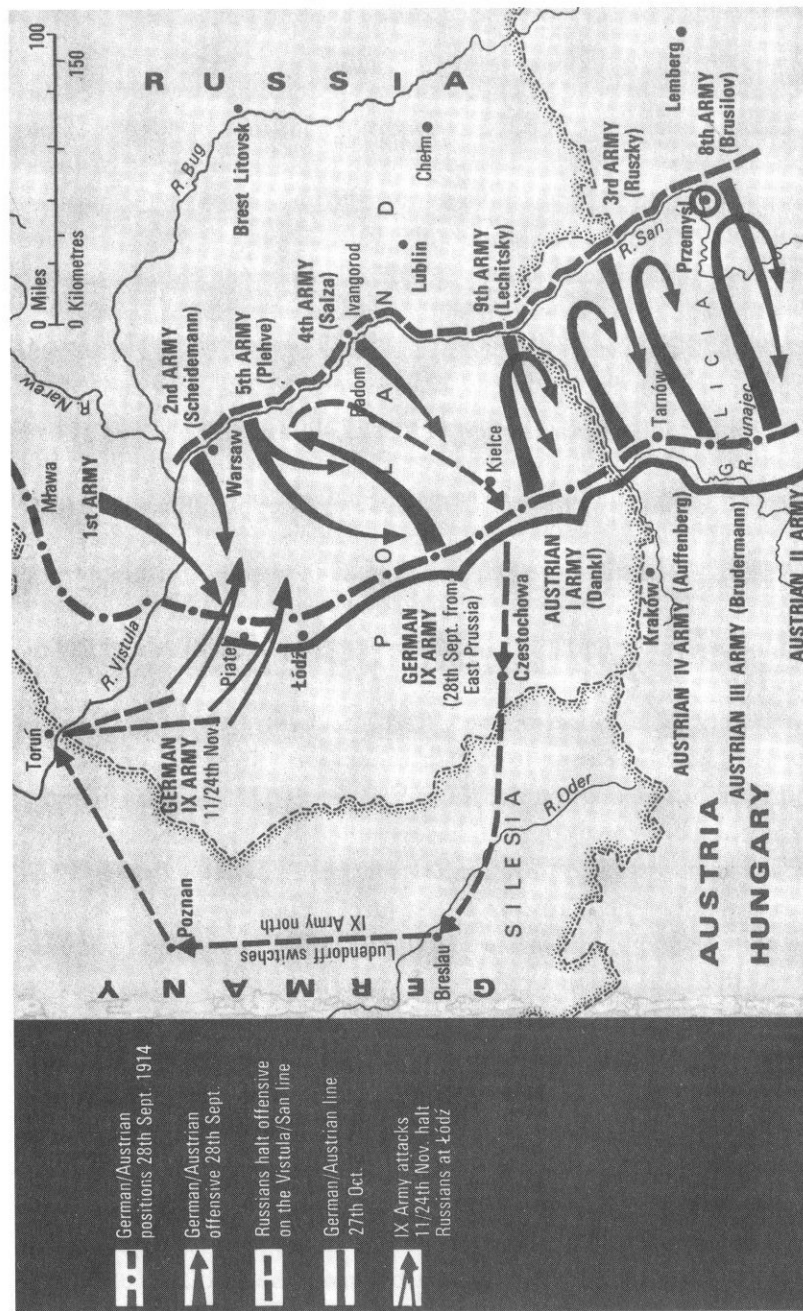 German/Austrian
positions 28th Sept. 1914
German/Austrian
offensive 28th Sept.
Russians halt offensive
on the Vistula/San line
German/Austrian line
27th Oct.
IX Army attacks
11/24th Nov. halt
Russians at Łódź
0 Miles 100
0 Kilometres 150
RUSSIA
GERMANY
POLAND
SILESIA
GALICIA
AUSTRIA
HUNGARY
Mława
1st ARMY
R. Narew
R. Bug
Brest Litovsk
Toruń
R. Vistula
2nd ARMY
(Scheidemann)
Warsaw
5th ARMY
(Plehve)
4th ARMY
(Salza)
Ivangorod
Lublin
Chełm
9th ARMY
(Lechitsky)
3rd ARMY
(Ruszky)
Lemberg
8th ARMY
(Brusilov)
R. San
Przemyśl
Piatek
Łódź
GERMAN
IX ARMY
11/24th Nov.
Poznan
Ludendorff switches
IX Army north
Breslau
R. Oder
Radom
Kielce
GERMAN
IX ARMY
(28th Sept. from
East Prussia)
Czestochowa
AUSTRIAN
I ARMY
(Dankl)
Kraków
Tarnów
R. Dunajec
AUSTRIAN IV ARMY (Auffenberg)
AUSTRIAN III ARMY (Brudermann)
AUSTRIAN II ARMY